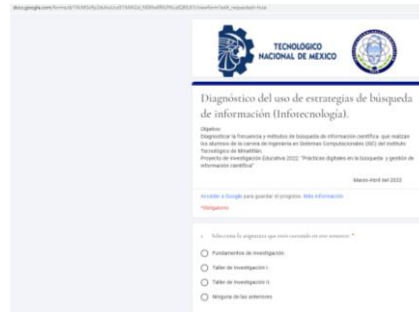 TECNOLÓGICO
NACIONAL DE MÉXICO
Diagnóstico del uso de estrategias de búsqueda
de información (Infotecnología).
Objetivo:
Diagnosticar la frecuencia y métodos de búsqueda de información científica que realizan
los alumnos de la carrera de Ingeniería en Sistemas Computacionales (ISC) del Instituto
Tecnológico de Minatitlán.
Proyecto de Investigación Educativa 2022: "Prácticas digitales en la búsqueda y gestión de
información científica"
Marzo-Abril del 2022
Acceder a Google para guardar el progreso. Más información
*Obligatorio
Selecciona la asignatura que estás cursando en este semestre: *
Fundamentos de Investigación
Taller de Investigación I.
Taller de Investigación II.
Ninguna de las anteriores